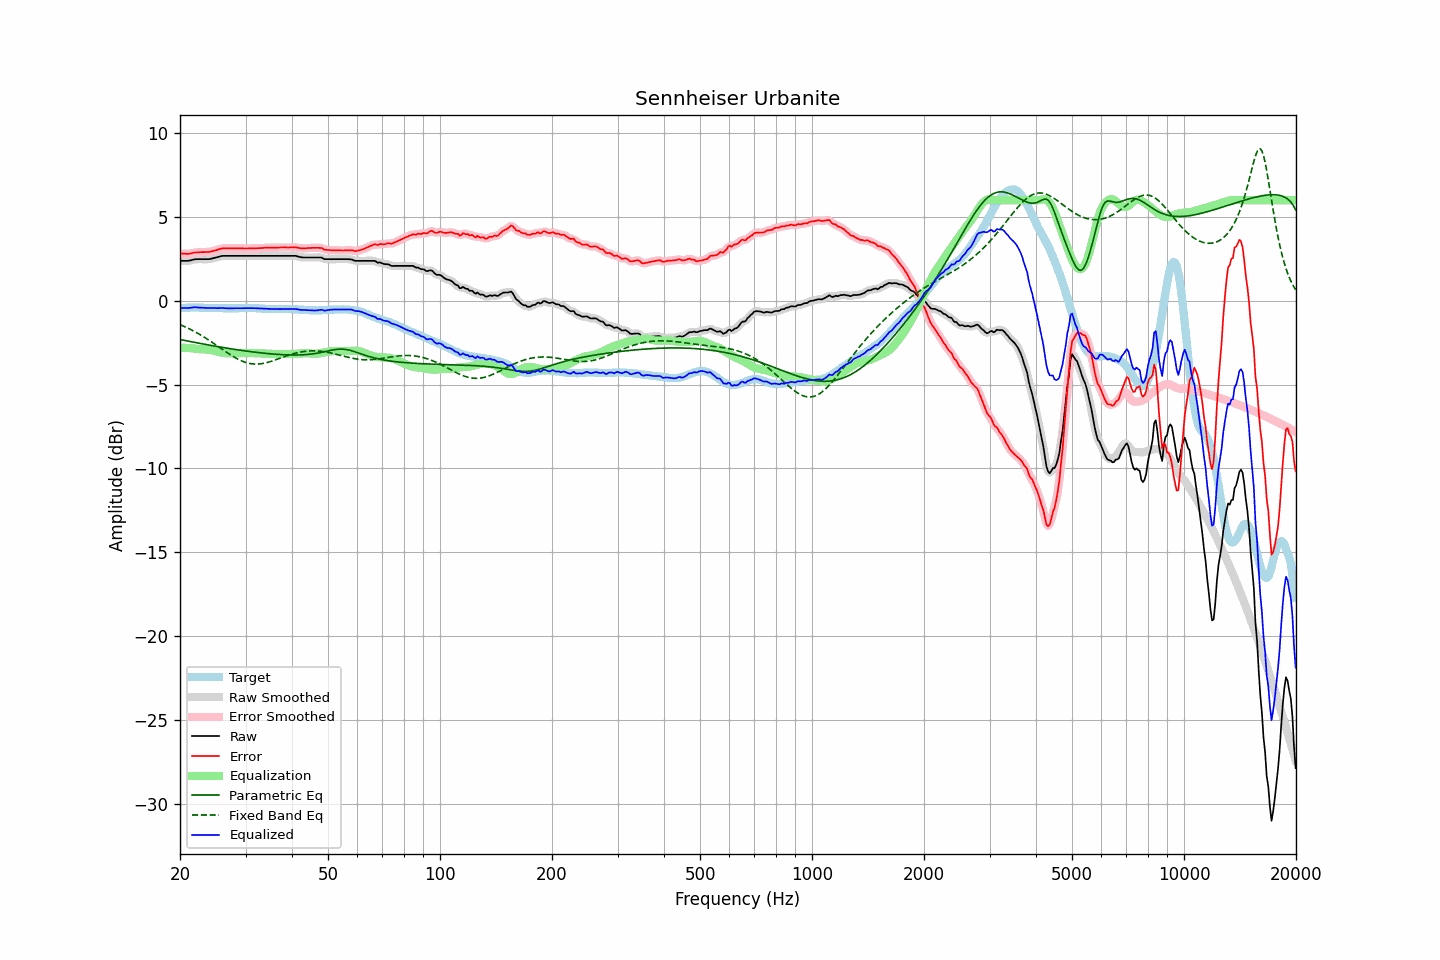 Sennheiser Urbanite
Amplitude (dBr)
10
5
0
−5
−10
−15
−20
−25
−30
Target
Raw Smoothed
Error Smoothed
Raw
Error
Equalization
Parametric Eq
Fixed Band Eq
Equalized
20 50 100 200 500 1000 2000 5000 10000 20000
Frequency (Hz)